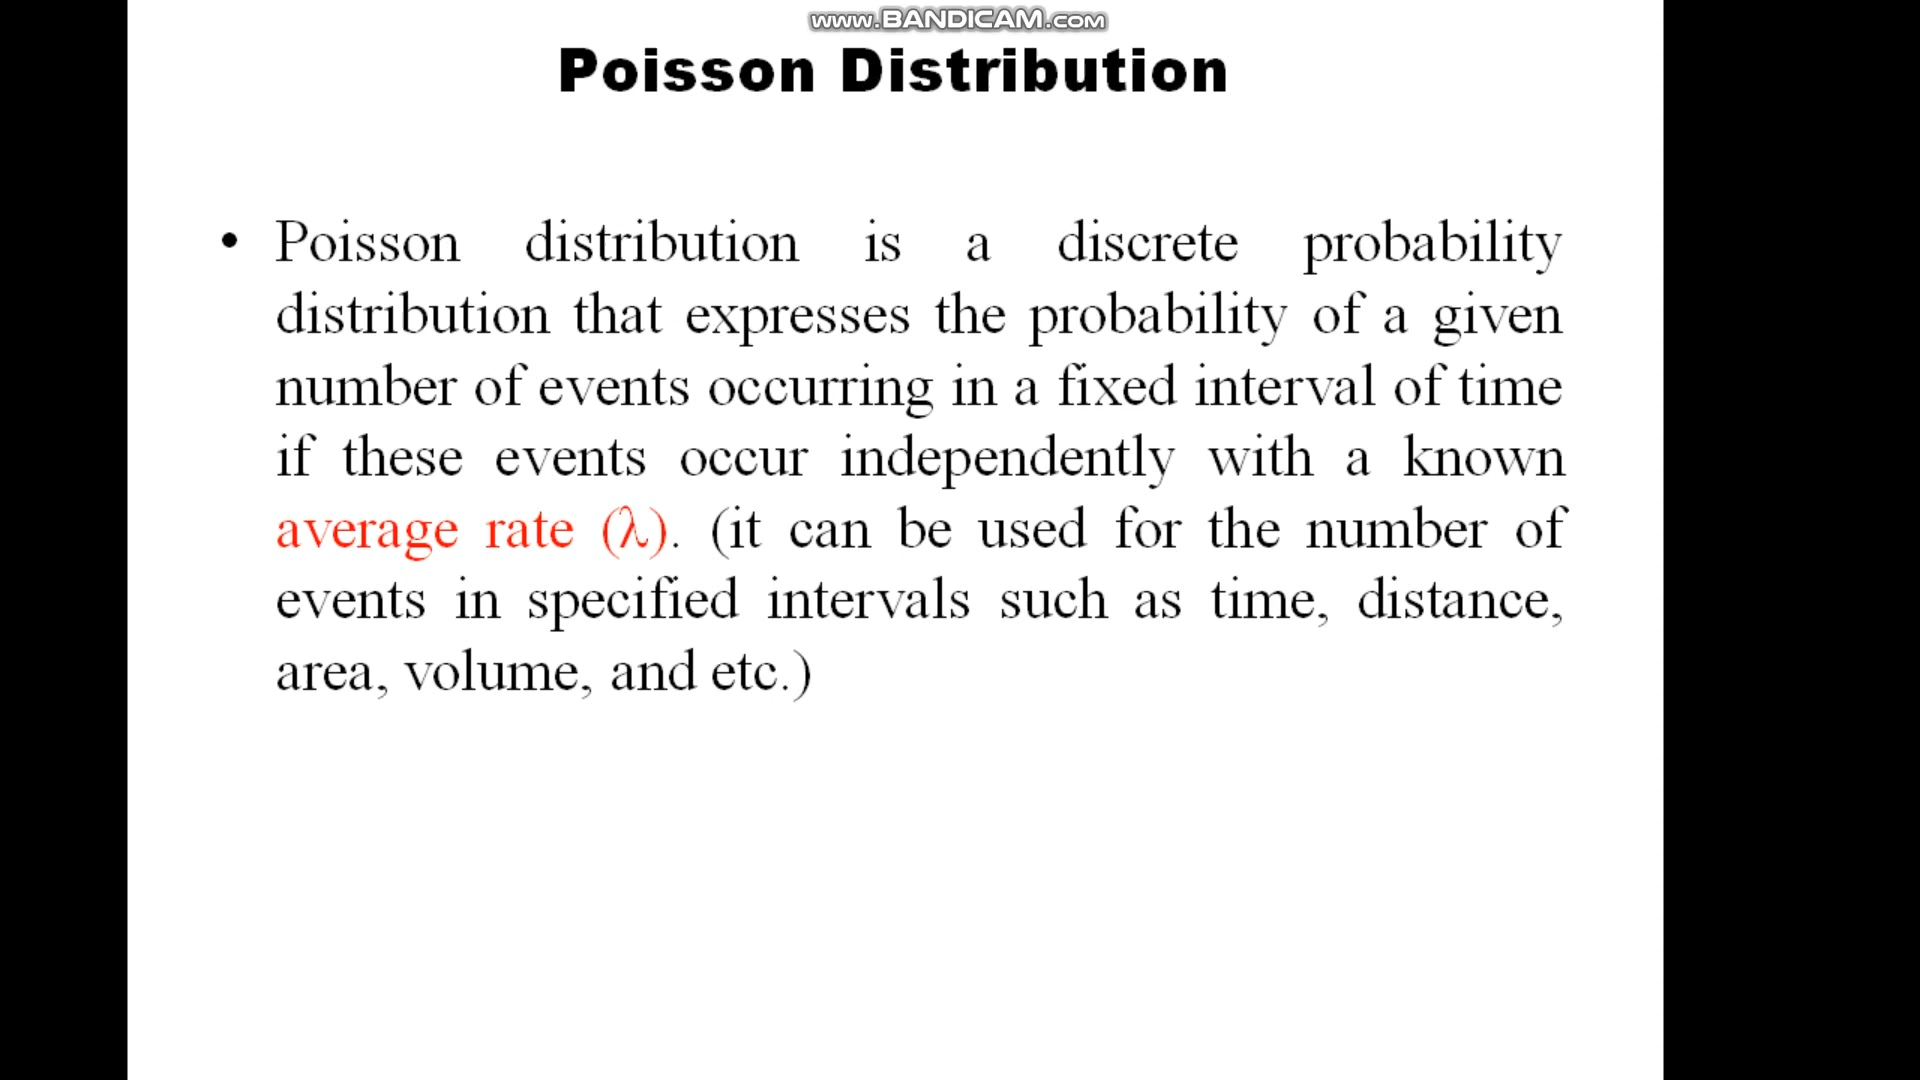 www.BANDICAM.com
Poisson Distribution
• Poisson distribution is a discrete probability
distribution that expresses the probability of a given
number of events occurring in a fixed interval of time
if these events occur independently with a known
average rate (λ). (it can be used for the number of
events in specified intervals such as time, distance,
area, volume, and etc.)